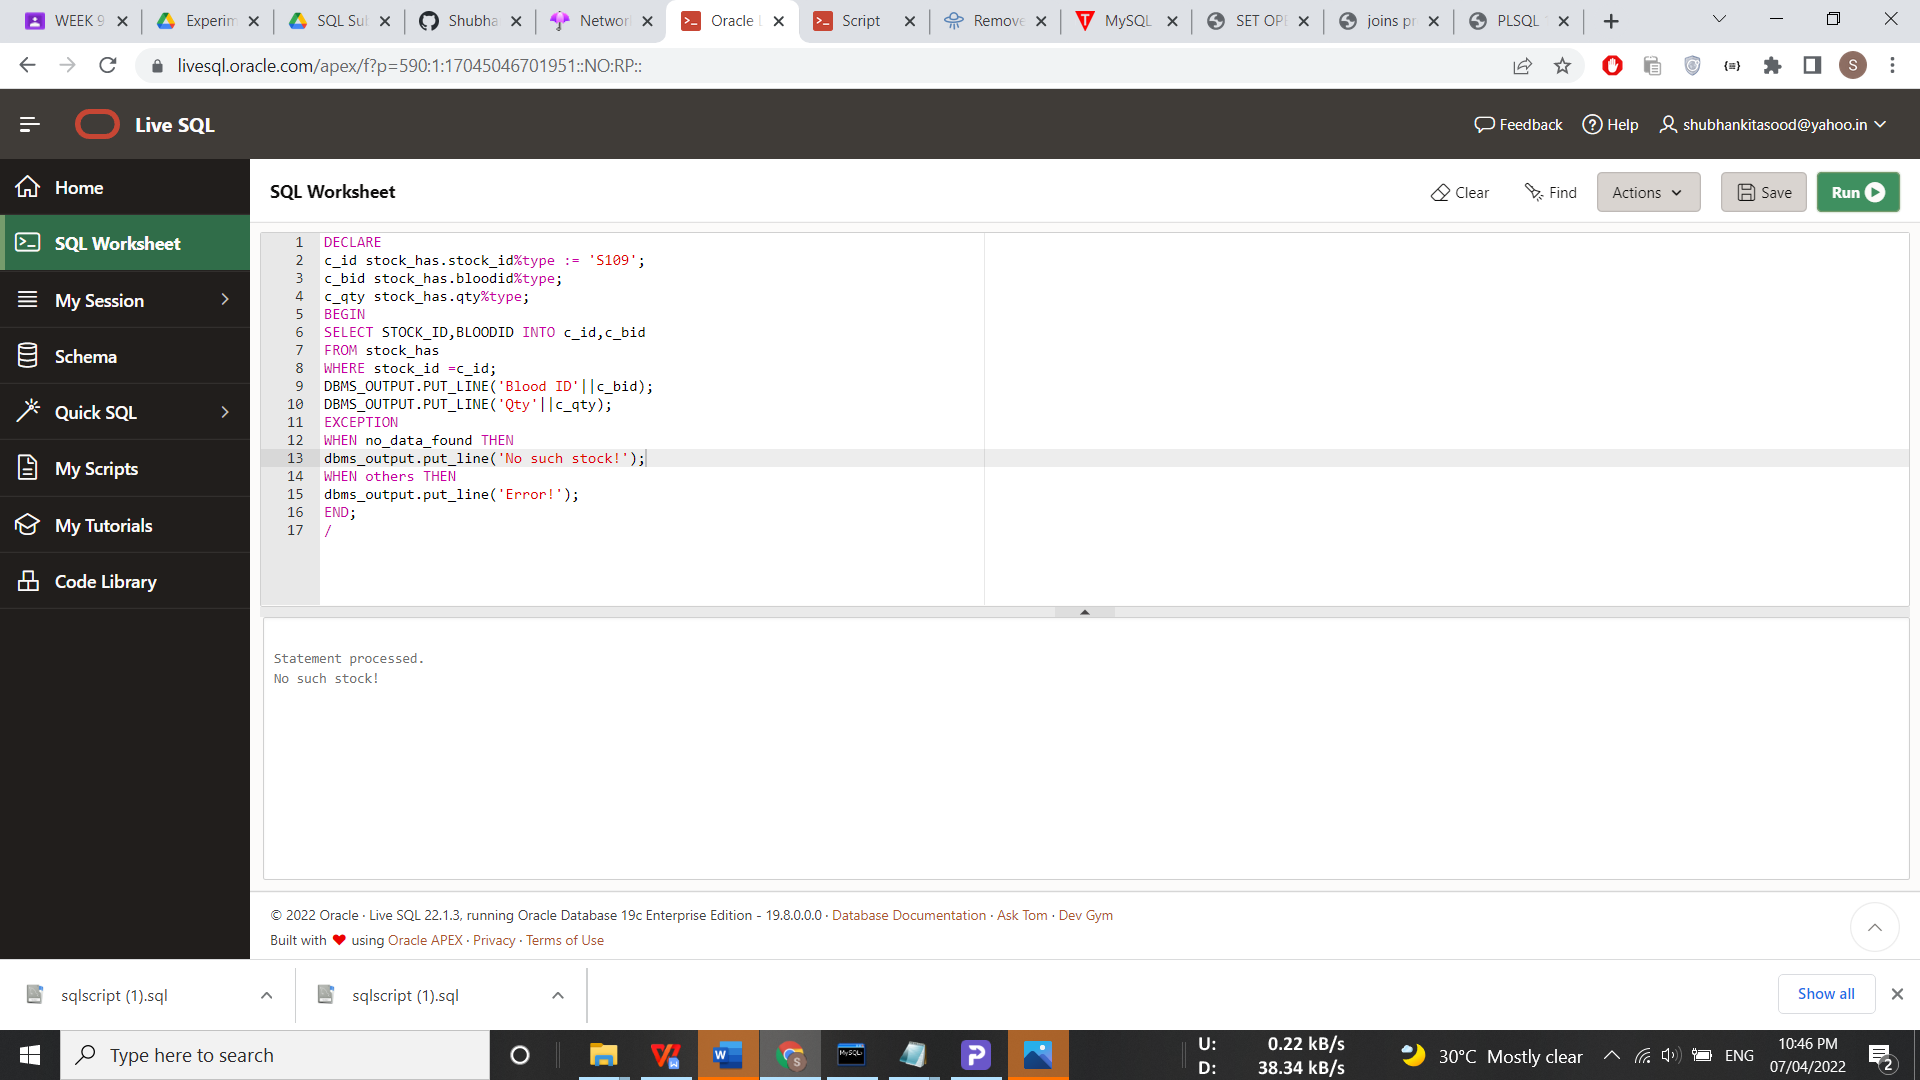 WEEK 9
Experim
SQL Sub
Shubha
Network
Oracle L
Script
Remove
MySQL
SET OPE
joins pr
PLSQL
livesql.oracle.com/apex/f?p=590:1:17045046701951::NO:RP::
S
Live SQL
Feedback
Help
shubhankitasood@yahoo.in
Home
SQL Worksheet
My Session
Schema
Quick SQL
My Scripts
My Tutorials
Code Library
SQL Worksheet
Clear
Find
Actions
Save
Run
1 DECLARE
2 c_id stock_has.stock_id%type := 'S109';
3 c_bid stock_has.bloodid%type;
4 c_qty stock_has.qty%type;
5 BEGIN
6 SELECT STOCK_ID,BLOODID INTO c_id,c_bid
7 FROM stock_has
8 WHERE stock_id =c_id;
9 DBMS_OUTPUT.PUT_LINE('Blood ID'||c_bid);
10 DBMS_OUTPUT.PUT_LINE('Qty'||c_qty);
11 EXCEPTION
12 WHEN no_data_found THEN
13 dbms_output.put_line('No such stock!');
14 WHEN others THEN
15 dbms_output.put_line('Error!');
16 END;
17 /
Statement processed.
No such stock!
© 2022 Oracle · Live SQL 22.1.3, running Oracle Database 19c Enterprise Edition - 19.8.0.0.0 · Database Documentation · Ask Tom · Dev Gym
Built with ❤ using Oracle APEX · Privacy · Terms of Use
sqlscript (1).sql
sqlscript (1).sql
Show all
Type here to search
U: 0.22 kB/s
D: 38.34 kB/s
30°C Mostly clear
ENG
10:46 PM
07/04/2022
2